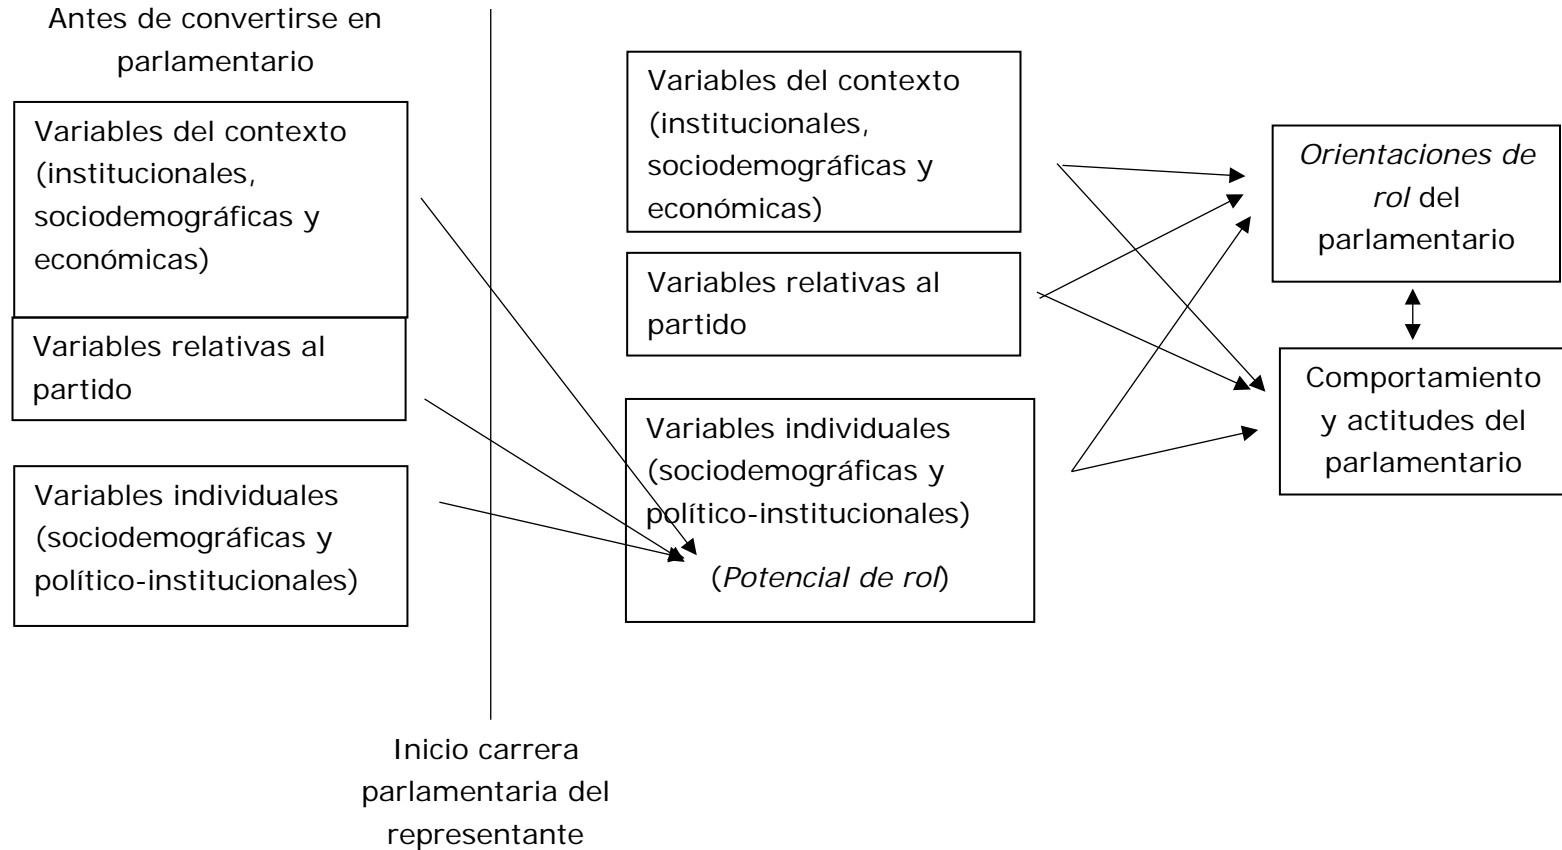 Antes de convertirse en
parlamentario
Variables del contexto
(institucionales,
sociodemográficas y
económicas)
Variables relativas al
partido
Variables individuales
(sociodemográficas y
político-institucionales)
Inicio carrera
parlamentaria del
representante
Variables del contexto
(institucionales,
sociodemográficas y
económicas)
Variables relativas al
partido
Variables individuales
(sociodemográficas y
político-institucionales)
(Potencial de rol)
Orientaciones de
rol del
parlamentario
Comportamiento
y actitudes del
parlamentario